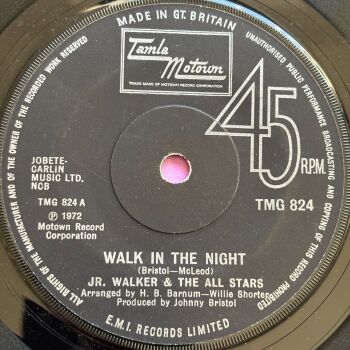 MADE IN GT. BRITAIN
UNAUTHORISED PUBLIC PERFORMANCE BROADCASTING AND COPYING OF THIS RECORD PROHIBITED
ALL RIGHTS OF THE MANUFACTURER AND OF THE OWNER OF THE RECORDED WORK RESERVED
Tamla
Motown
TRADE MARK OF MOTOWN RECORD CORPORATION
45
R.P.M.
JOBETE-
CARLIN
MUSIC LTD.
NCB
TMG 824 A
TMG 824
℗ 1972
Motown Record
Corporation
WALK IN THE NIGHT
(Bristol—McLeod)
JR. WALKER & THE ALL STARS
Arranged by H. B. Barnum—Willie Shorter
Produced by Johnny Bristol
E.M.I. RECORDS LIMITED